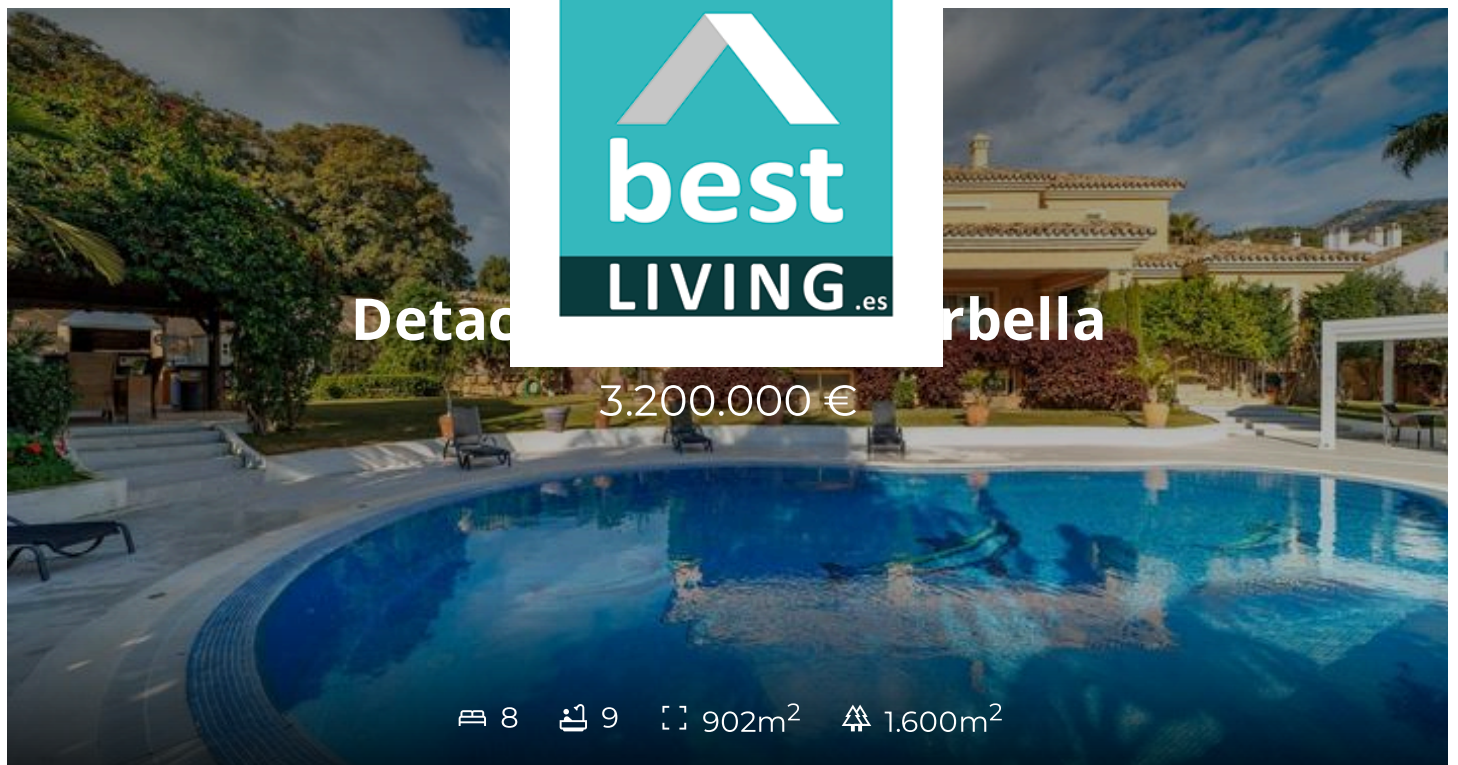 best
LIVING.es
Detac rbella
3.200.000 €
8 9 902m² 1.600m²